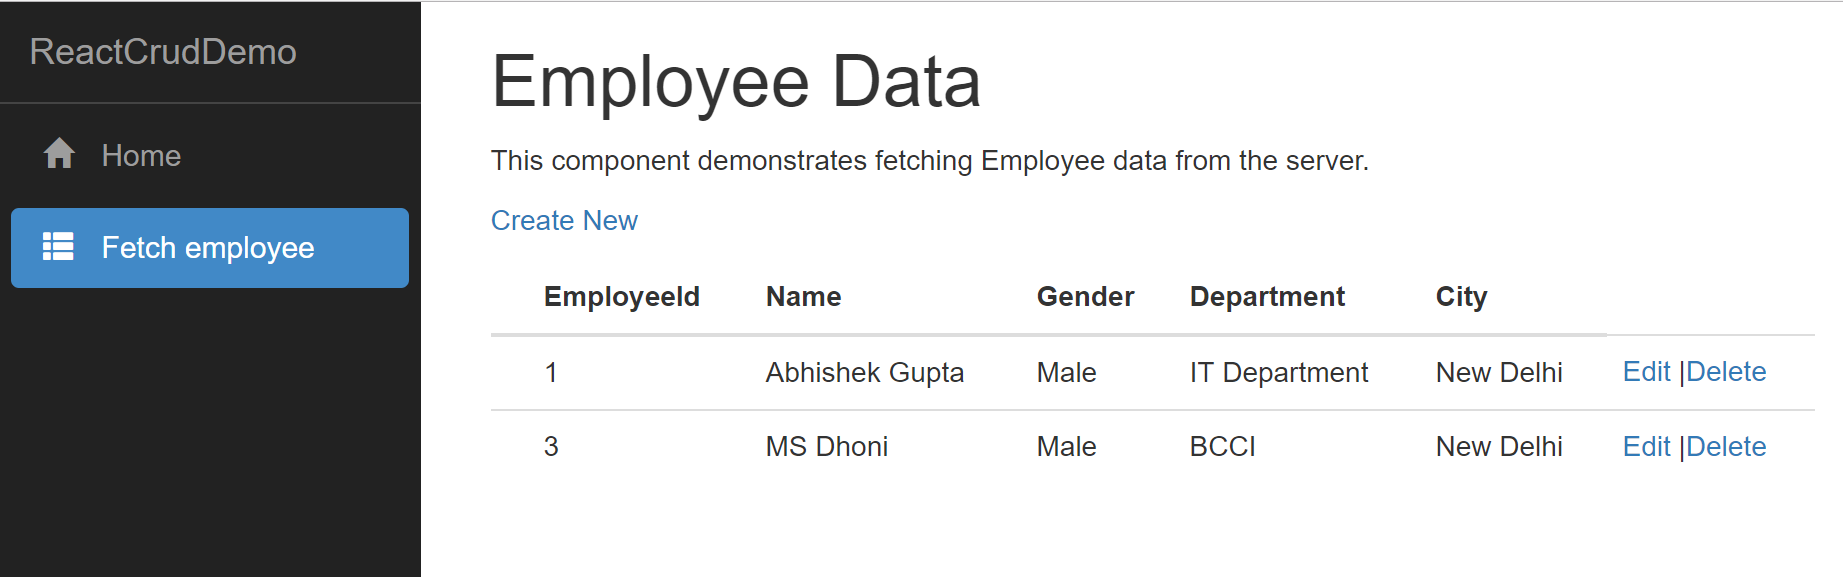 ReactCrudDemo
Home
Fetch employee
Employee Data
This component demonstrates fetching Employee data from the server.
Create New
EmployeeId Name Gender Department City
1 Abhishek Gupta Male IT Department New Delhi Edit |Delete
3 MS Dhoni Male BCCI New Delhi Edit |Delete